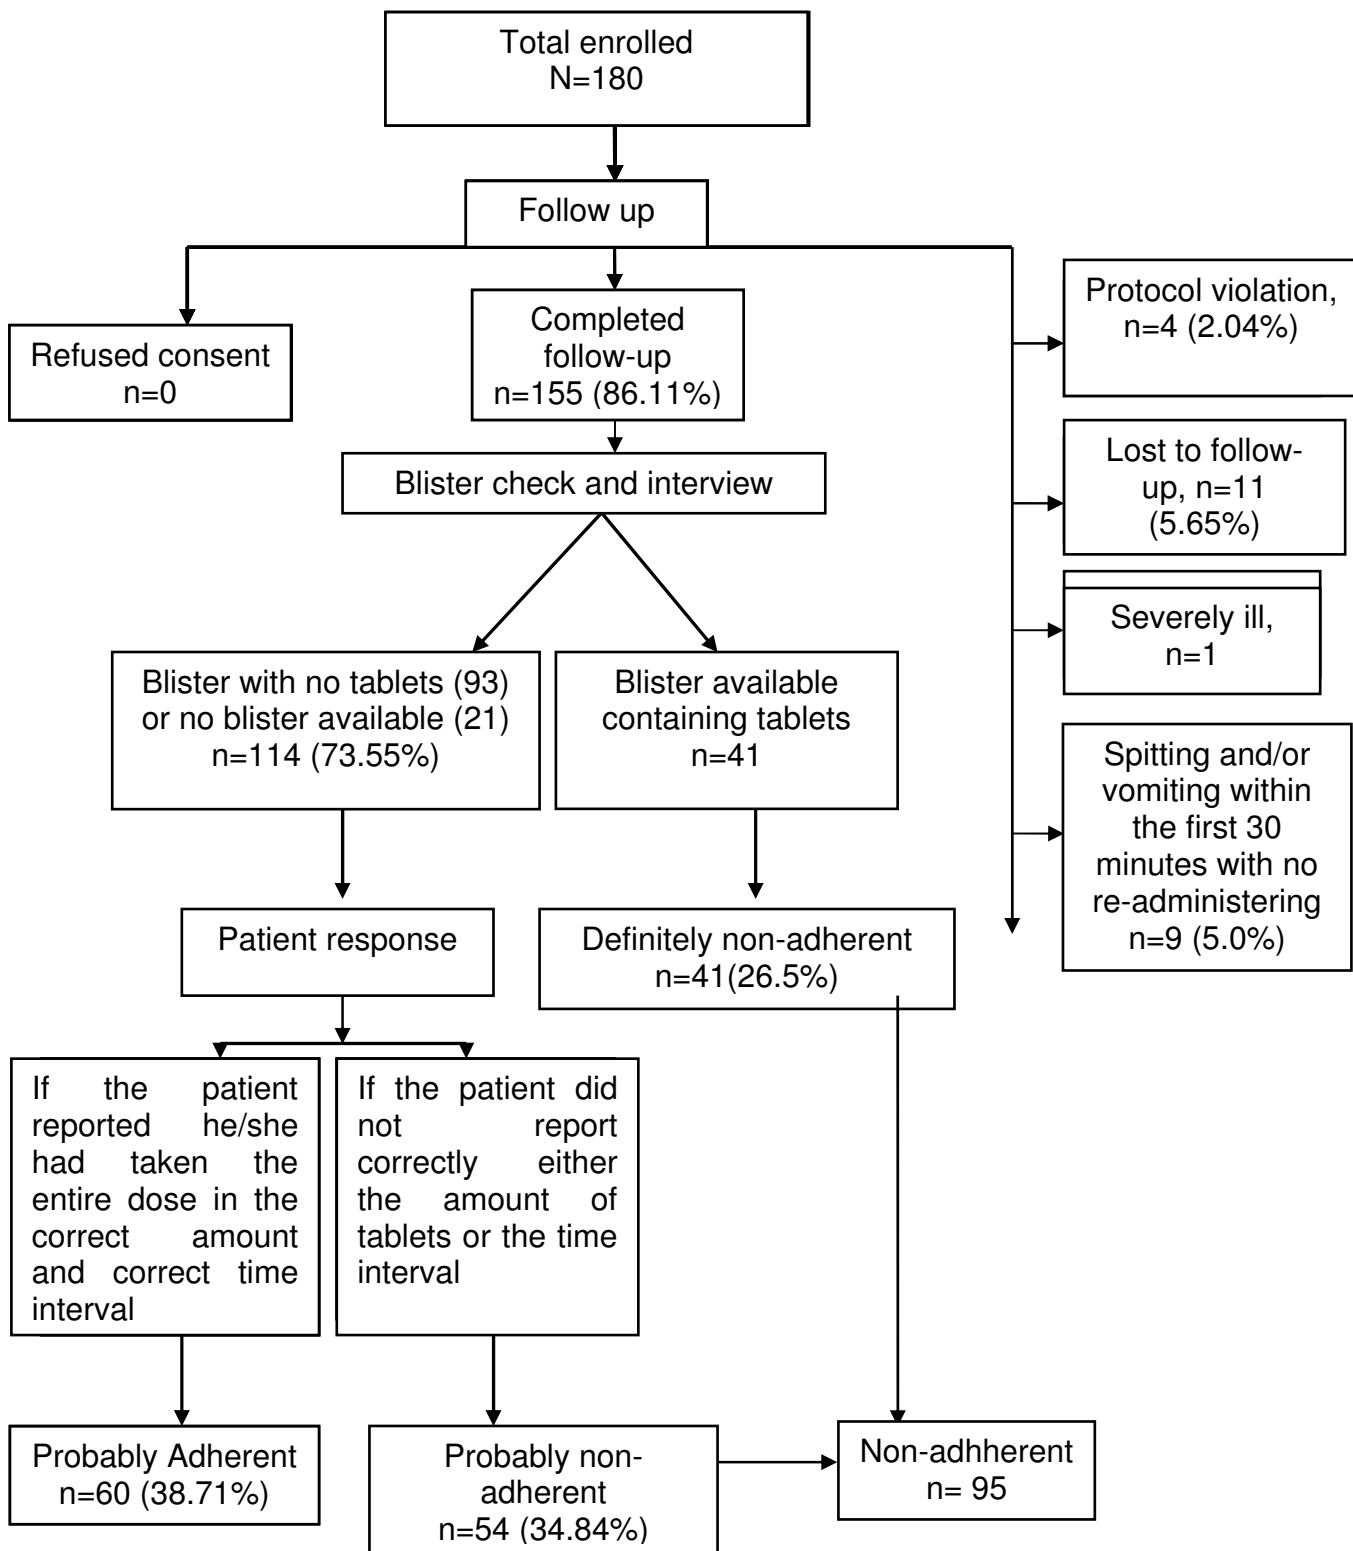 Total enrolled
N=180
Follow up
Refused consent
n=0
Completed
follow-up
n=155 (86.11%)
Protocol violation,
n=4 (2.04%)
Lost to follow-
up, n=11
(5.65%)
Severely ill,
n=1
Spitting and/or
vomiting within
the first 30
minutes with no
re-administering
n=9 (5.0%)
Blister check and interview
Blister with no tablets (93)
or no blister available (21)
n=114 (73.55%)
Blister available
containing tablets
n=41
Patient response
Definitely non-adherent
n=41(26.5%)
If the patient
reported he/she
had taken the
entire dose in the
correct amount
and correct time
interval
If the patient did
not report
correctly either
the amount of
tablets or the time
interval
Probably Adherent
n=60 (38.71%)
Probably non-
adherent
n=54 (34.84%)
Non-adhherent
n= 95